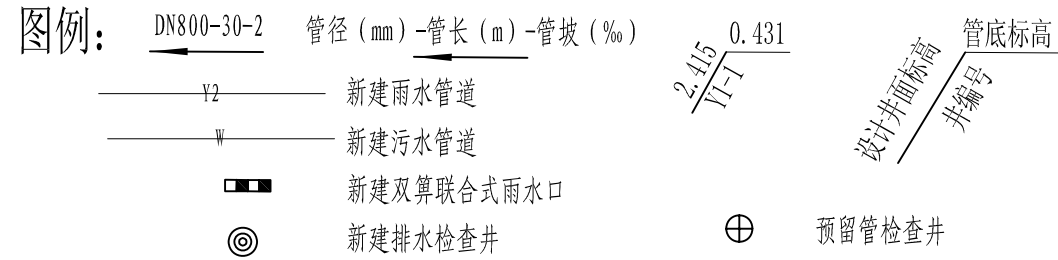 图例：
DN800-30-2
管径(mm)-管长(m)-管坡(‰)
Y2
新建雨水管道
W
新建污水管道
新建双算联合式雨水口
新建排水检查井
2.415
0.431
Y1-1
设计井面标高
管底标高
井编号
预留管检查井